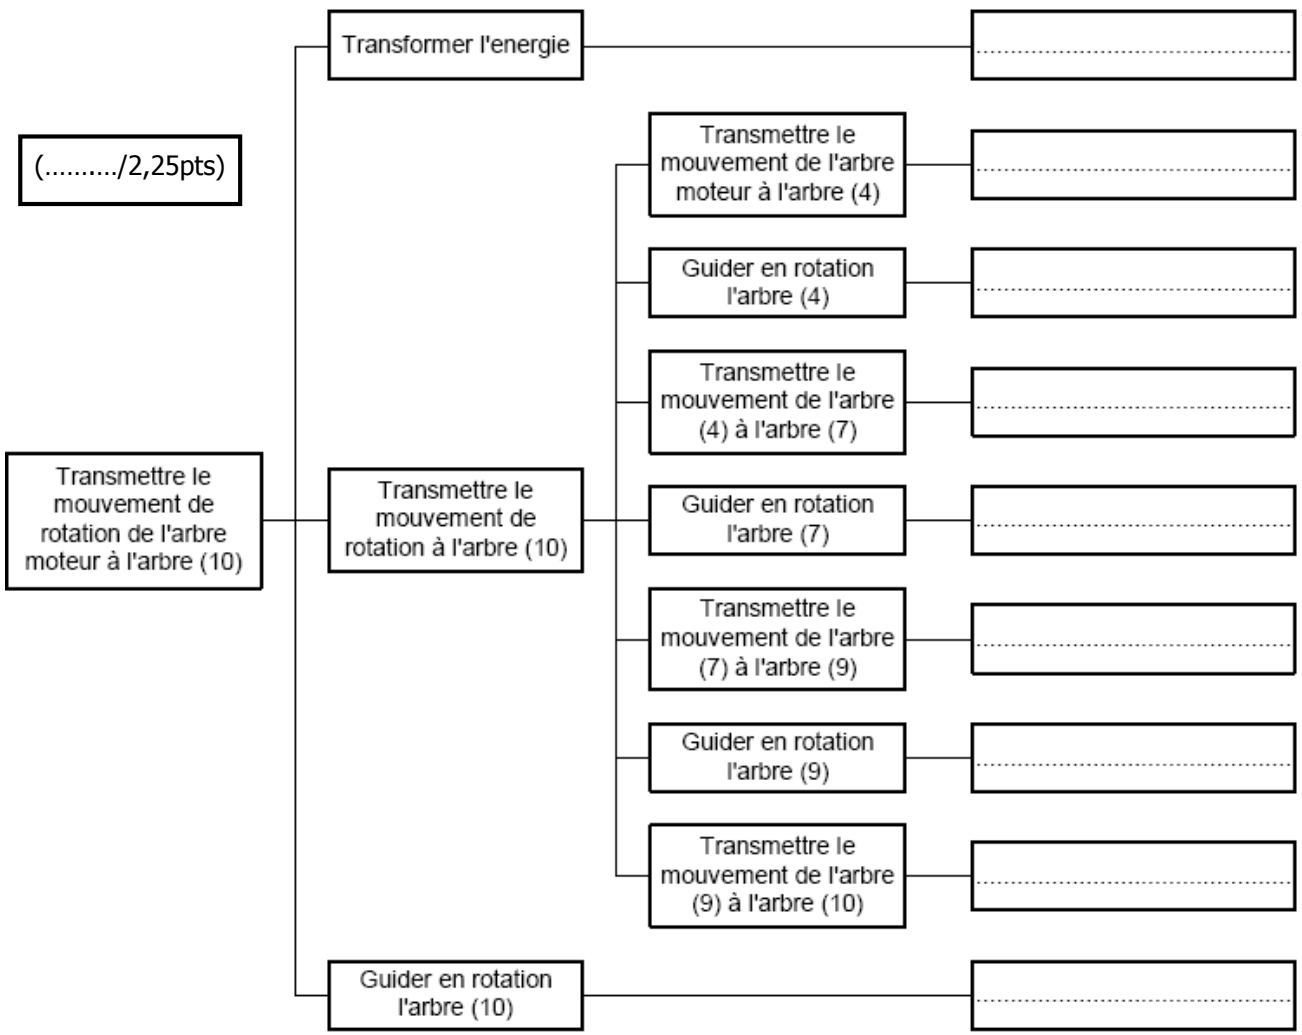 Transformer l'energie
................................................
(.........../2,25pts)
Transmettre le
mouvement de l'arbre
moteur à l'arbre (4)
................................................
Guider en rotation
l'arbre (4)
................................................
Transmettre le
mouvement de l'arbre
(4) à l'arbre (7)
................................................
Transmettre le
mouvement de
rotation de l'arbre
moteur à l'arbre (10)
Transmettre le
mouvement de
rotation à l'arbre (10)
Guider en rotation
l'arbre (7)
................................................
Transmettre le
mouvement de l'arbre
(7) à l'arbre (9)
................................................
Guider en rotation
l'arbre (9)
................................................
Transmettre le
mouvement de l'arbre
(9) à l'arbre (10)
................................................
Guider en rotation
l'arbre (10)
................................................